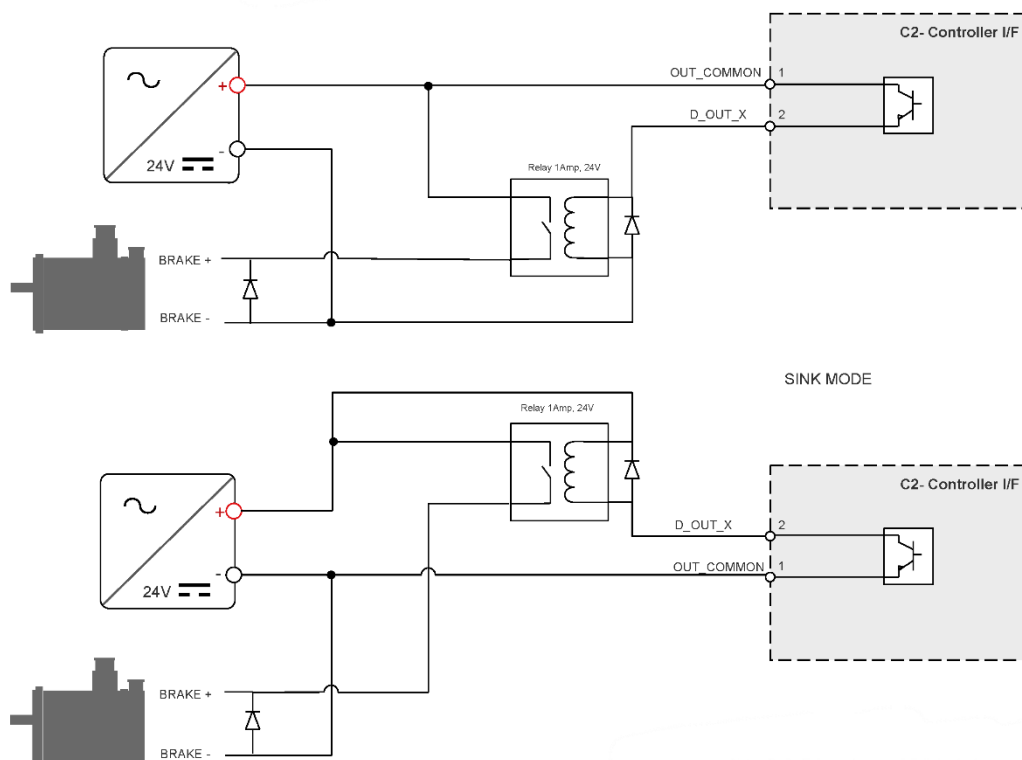 C2- Controller I/F
OUT_COMMON 1
D_OUT_X 2
+
-
24V
Relay 1Amp, 24V
BRAKE +
BRAKE -
SINK MODE
Relay 1Amp, 24V
C2- Controller I/F
+
D_OUT_X 2
OUT_COMMON 1
-
24V
BRAKE +
BRAKE -